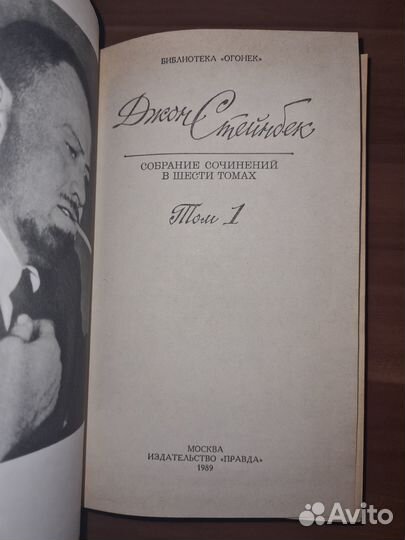 БИБЛИОТЕКА «ОГОНЕК»
Джон Стейнбек
СОБРАНИЕ СОЧИНЕНИЙ
В ШЕСТИ ТОМАХ
Том 1
МОСКВА
ИЗДАТЕЛЬСТВО «ПРАВДА»
1989
Avito